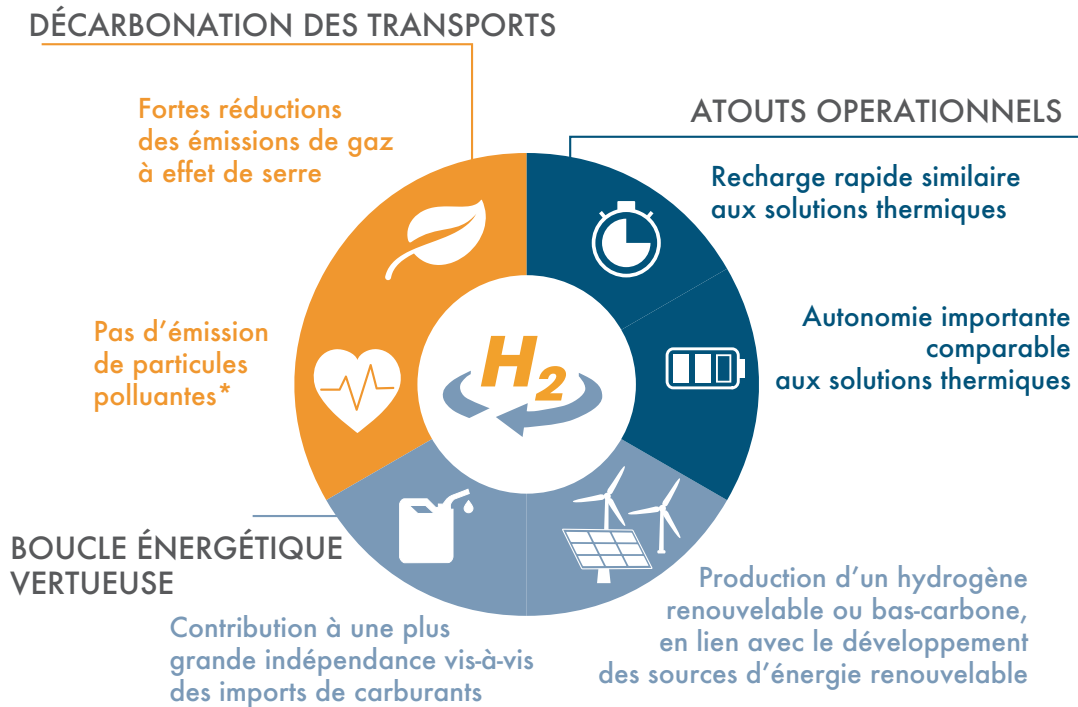 DÉCARBONATION DES TRANSPORTS
Fortes réductions
des émissions de gaz
à effet de serre
ATOUTS OPERATIONNELS
Recharge rapide similaire
aux solutions thermiques
Pas d’émission
de particules
polluantes*
H2
Autonomie importante
comparable
aux solutions thermiques
BOUCLE ÉNERGÉTIQUE
VERTUEUSE
Contribution à une plus
grande indépendance vis-à-vis
des imports de carburants
Production d’un hydrogène
renouvelable ou bas-carbone,
en lien avec le développement
des sources d’énergie renouvelable